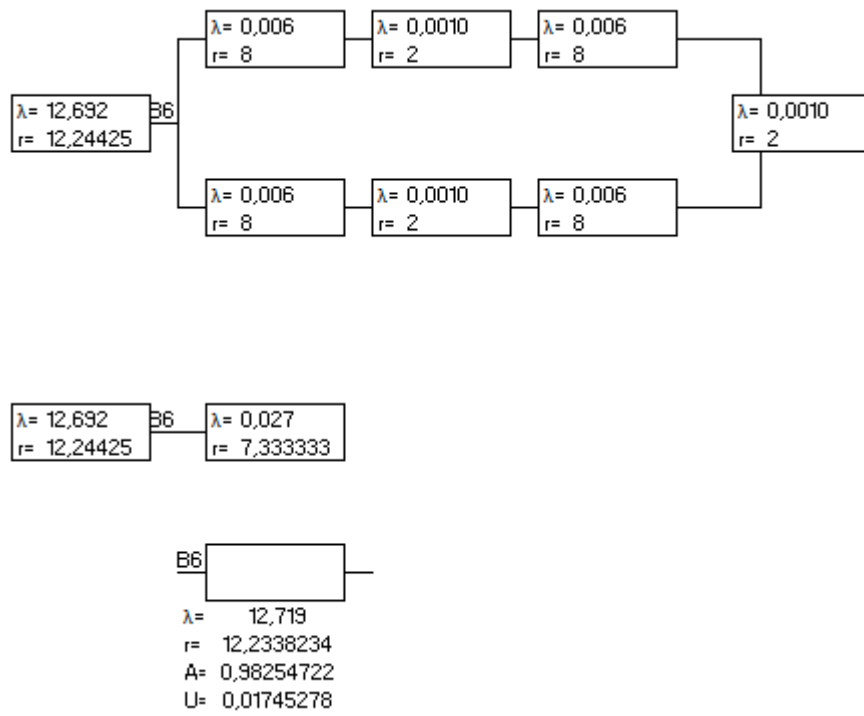 λ= 0,006
r= 8
λ= 0,0010
r= 2
λ= 0,006
r= 8
λ= 12,692
r= 12,24425
B6
λ= 0,0010
r= 2
λ= 0,006
r= 8
λ= 0,0010
r= 2
λ= 0,006
r= 8
λ= 12,692
r= 12,24425
B6
λ= 0,027
r= 7,333333
B6
λ= 12,719
r= 12,2338234
A= 0,98254722
U= 0,01745278